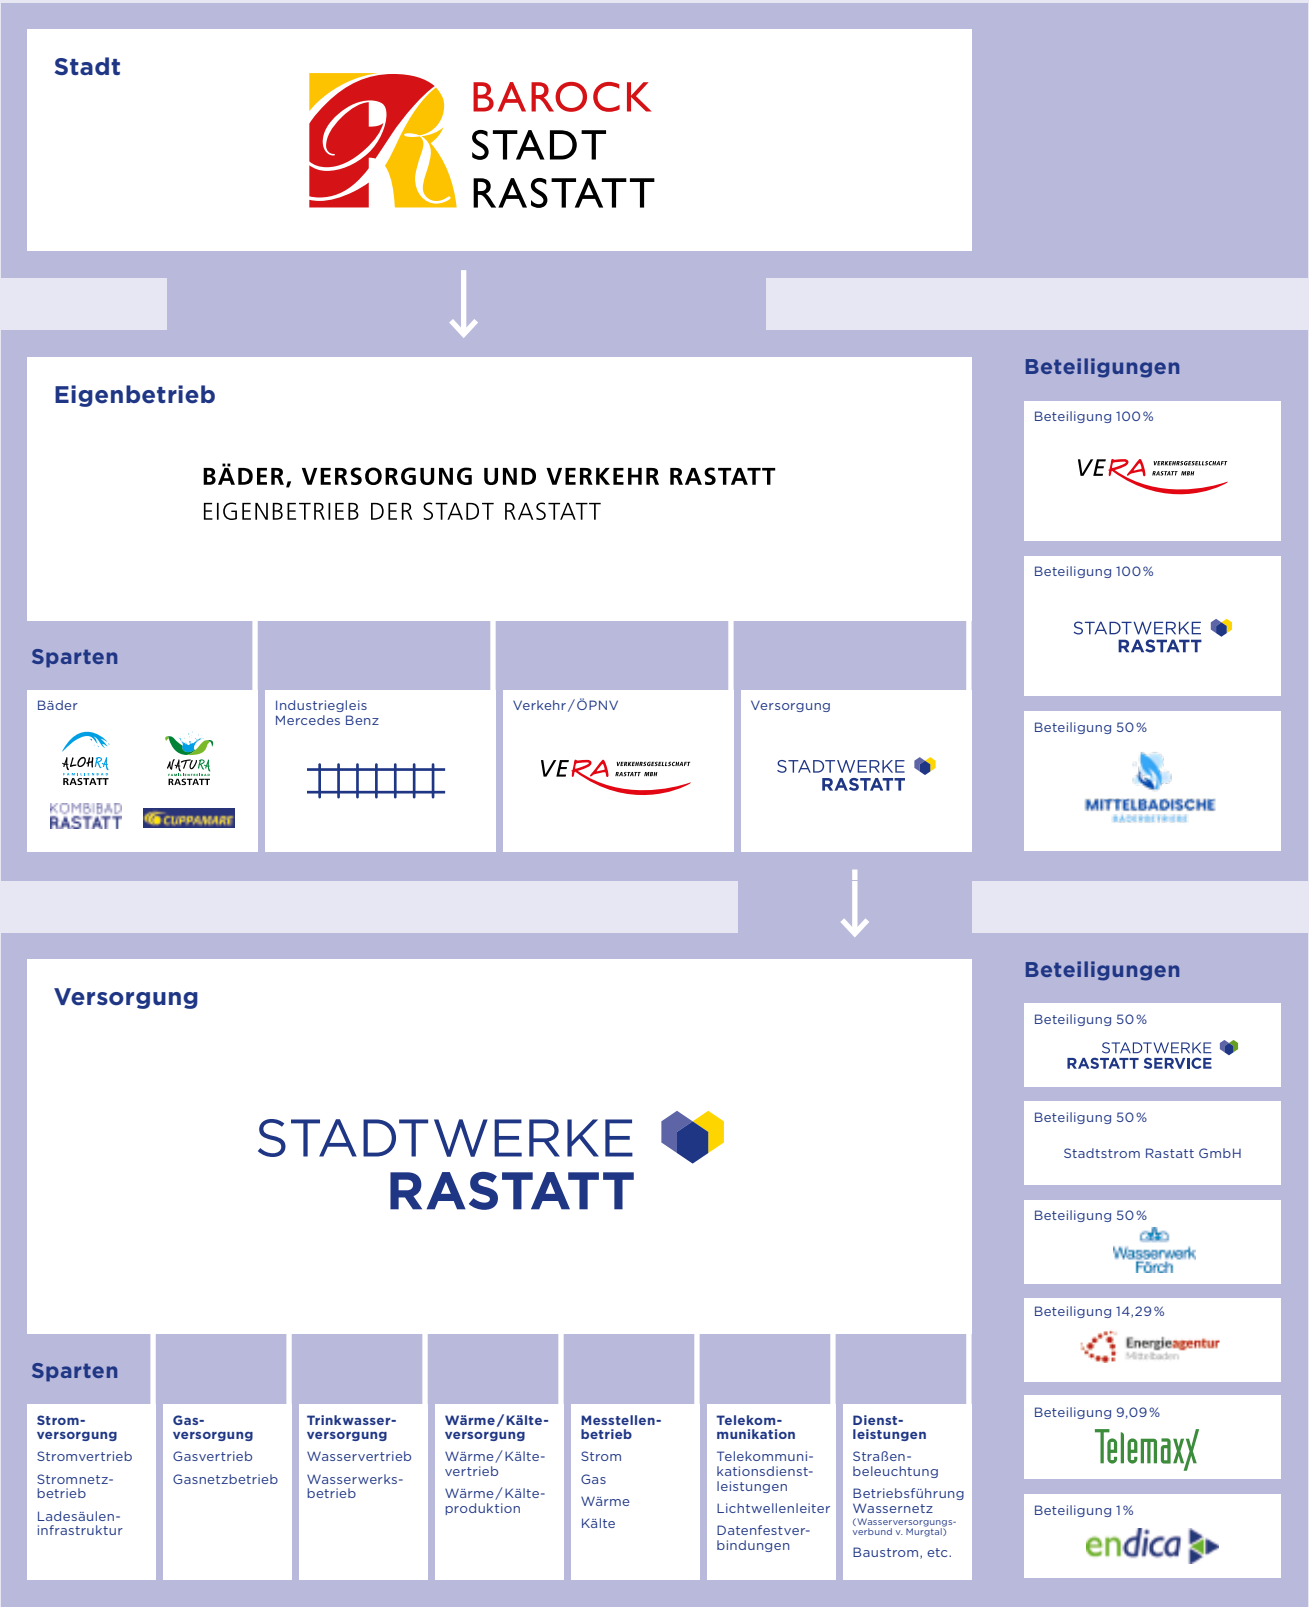 Stadt
BAROCK
STADT
RASTATT
Eigenbetrieb
BÄDER, VERSORGUNG UND VERKEHR RASTATT
EIGENBETRIEB DER STADT RASTATT
Beteiligungen
Beteiligung 100%
VERA VERKEHRSGESELLSCHAFT
RASTATT MBH
Beteiligung 100%
STADTWERKE
RASTATT
Beteiligung 50%
MITTELBADISCHE
BÄDERBETRIEBE
Sparten
Bäder
ALOHRA
FAMILIENBAD
RASTATT
NATURA
RASTATT
KOMBIBAD
RASTATT
CUPPAMARE
Industriegleis
Mercedes Benz
Verkehr/ÖPNV
VERA VERKEHRSGESELLSCHAFT
RASTATT MBH
Versorgung
STADTWERKE
RASTATT
Versorgung
STADTWERKE
RASTATT
Beteiligungen
Beteiligung 50%
STADTWERKE
RASTATT SERVICE
Beteiligung 50%
Stadtstrom Rastatt GmbH
Beteiligung 50%
Wasserwerk
Förch
Beteiligung 14,29%
Energieagentur
Mittelbaden
Beteiligung 9,09%
Telemaxx
Beteiligung 1%
endica
Sparten
Strom-
versorgung
Stromvertrieb
Stromnetz-
betrieb
Ladesäulen-
infrastruktur
Gas-
versorgung
Gasvertrieb
Gasnetzbetrieb
Trinkwasser-
versorgung
Wasservertrieb
Wasserwerks-
betrieb
Wärme/Kälte-
versorgung
Wärme/Kälte-
vertrieb
Wärme/Kälte-
produktion
Messtellen-
betrieb
Strom
Gas
Wärme
Kälte
Telekom-
munikation
Telekommuni-
kationsdienst-
leistungen
Lichtwellenleiter
Datenfestver-
bindungen
Dienst-
leistungen
Straßen-
beleuchtung
Betriebsführung
Wassernetz
(Wasserversorgungs-
verbund v. Murgtal)
Baustrom, etc.